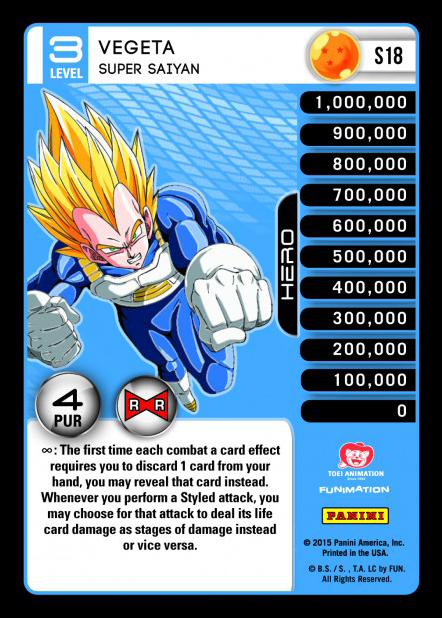 3
LEVEL
VEGETA
SUPER SAIYAN
S18
1,000,000
900,000
800,000
700,000
600,000
500,000
400,000
300,000
200,000
100,000
0
HERO
4
PUR
R R
∞: The first time each combat a card effect
requires you to discard 1 card from your
hand, you may reveal that card instead.
Whenever you perform a Styled attack, you
may choose for that attack to deal its life
card damage as stages of damage instead
or vice versa.
TOEI ANIMATION
FUNIMATION
PANINI
© 2015 Panini America, Inc.
Printed in the USA.
© B.S. / S. , T.A. LC by FUN.
All Rights Reserved.